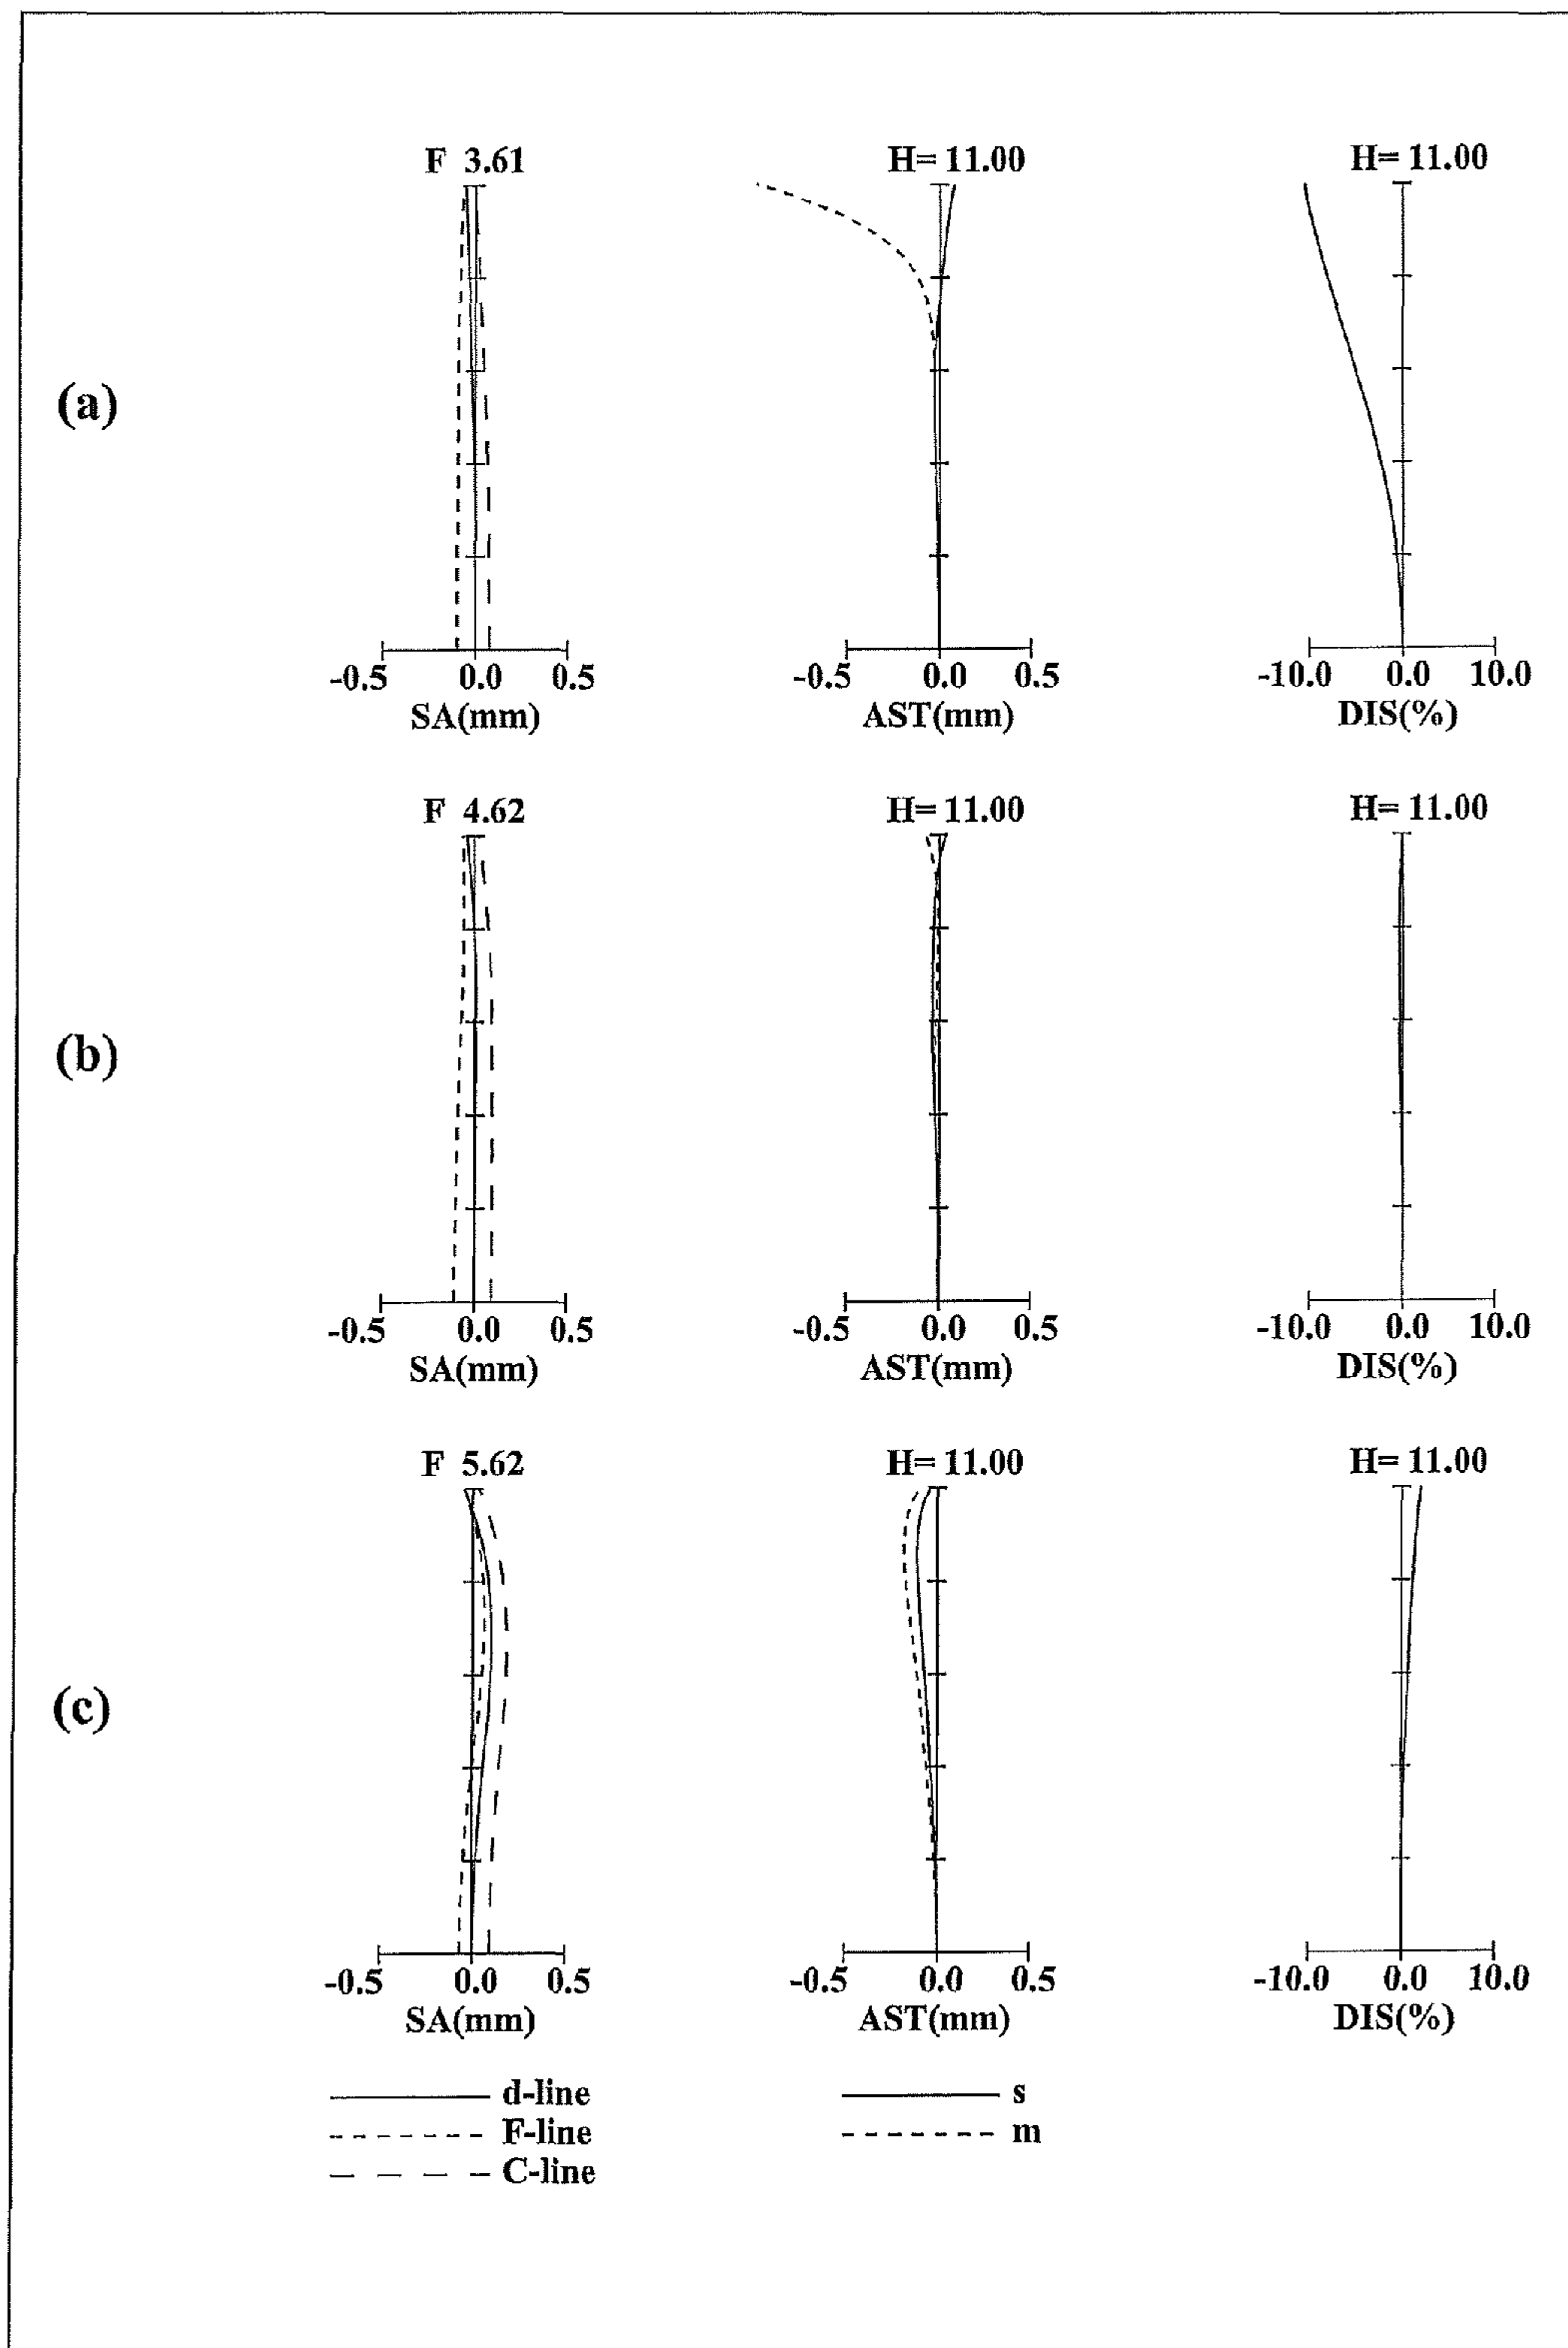 F 3.61 H= 11.00 H= 11.00
(a)
-0.5 0.0 0.5 -0.5 0.0 0.5 -10.0 0.0 10.0
SA(mm) AST(mm) DIS(%)
F 4.62 H= 11.00 H= 11.00
(b)
-0.5 0.0 0.5 -0.5 0.0 0.5 -10.0 0.0 10.0
SA(mm) AST(mm) DIS(%)
F 5.62 H= 11.00 H= 11.00
(c)
-0.5 0.0 0.5 -0.5 0.0 0.5 -10.0 0.0 10.0
SA(mm) AST(mm) DIS(%)
d-line s
F-line m
C-line